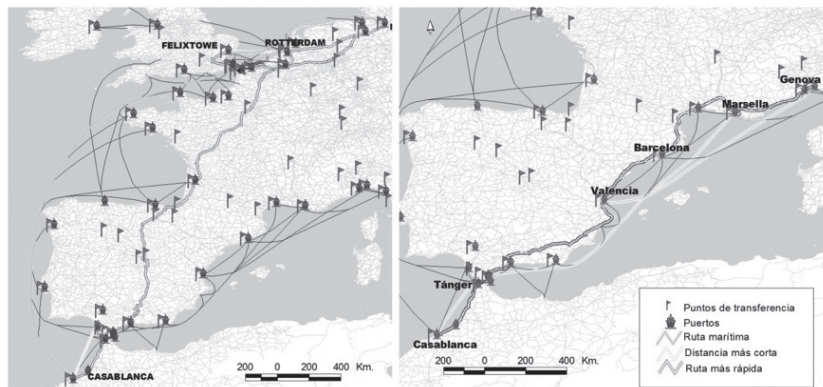 FELIXTOWE
ROTTERDAM
CASABLANCA
200 0 200 400 Km.
Genova
Marsella
Barcelona
Valencia
Tánger
Casablanca
200 0 200 400 Km.
Puntos de transferencia
Puertos
Ruta marítima
Distancia más corta
Ruta más rápida